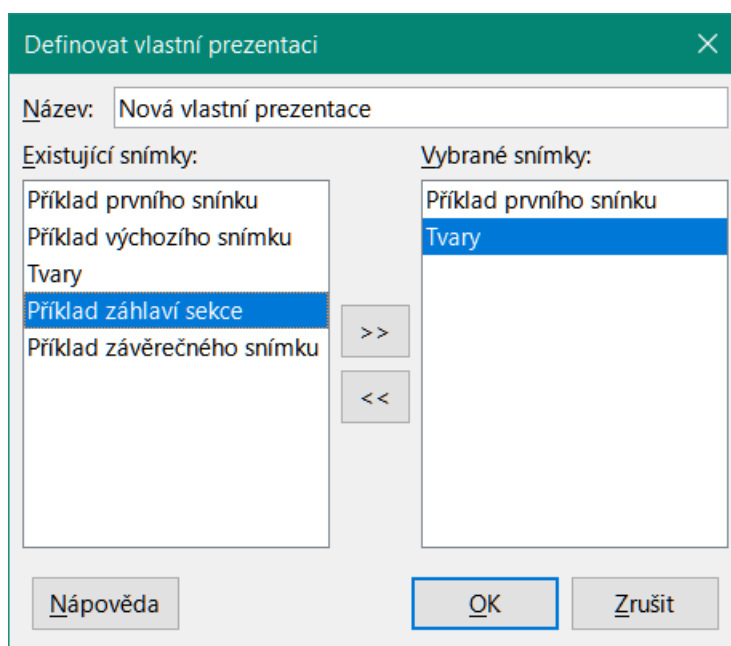 Definovat vlastní prezentaci
Název: Nová vlastní prezentace
Existující snímky:
Příklad prvního snínku
Příklad výchozího snímku
Tvary
Příklad záhlaví sekce
Příklad závěrečného snímku
>>
<<
Vybrané snímky:
Příklad prvního snínku
Tvary
Nápověda
OK
Zrušit